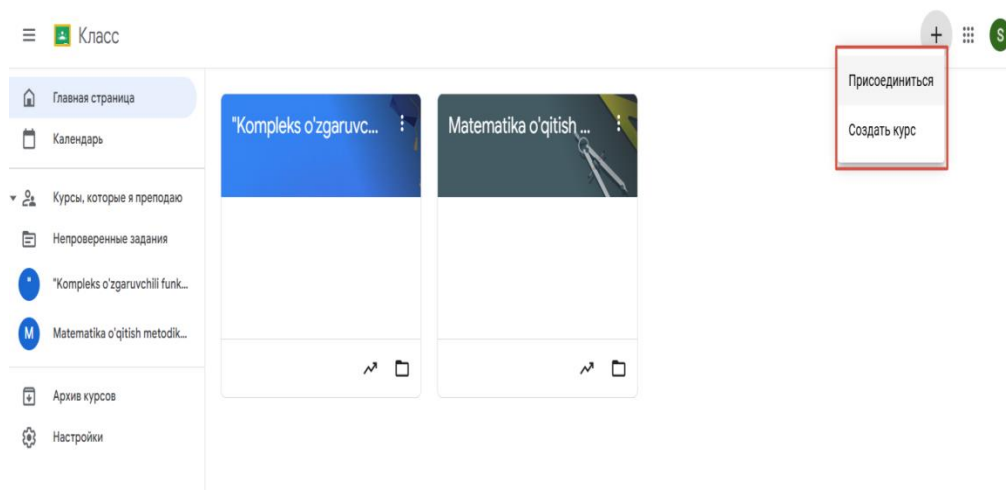 Класс
S
Присоединиться
Создать курс
Главная страница
Календарь
Курсы, которые я преподаю
Непроверенные задания
"
"Kompleks o'zgaruvchili funk...
M
Matematika o'qitish metodik...
Архив курсов
Настройки
"Kompleks o'zgaruvc...
Matematika o'qitish ...